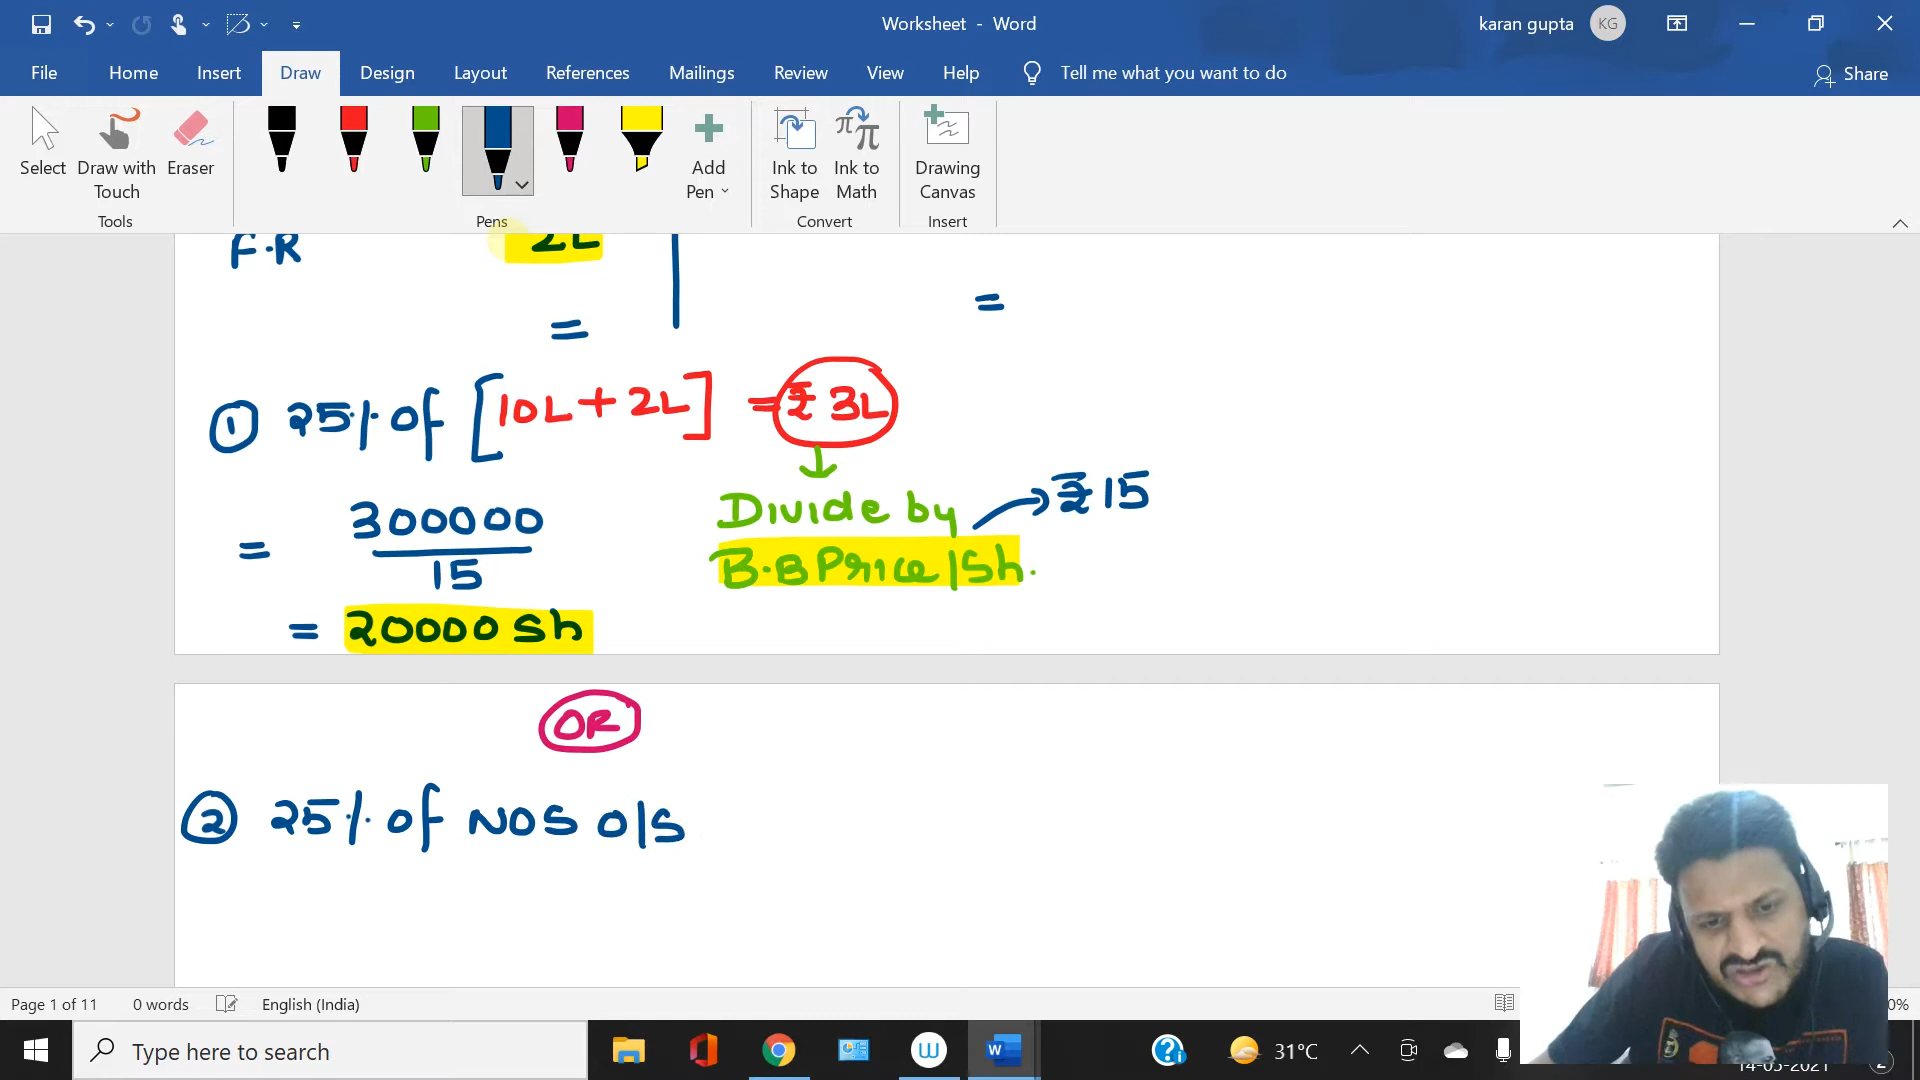 Worksheet - Word
karan gupta KG
File Home Insert Draw Design Layout References Mailings Review View Help Tell me what you want to do Share
Select Draw with Touch Eraser
Add Pen
Ink to Shape Ink to Math
Drawing Canvas
Tools Pens Convert Insert
F.R 2L
= =
① 25% of [10L + 2L] = ₹ 3L
Divide by → ₹ 15
B.B Price/Sh.
= 300000 / 15
= 20000 Sh
OR
② 25% of NOS O/S
Page 1 of 11 0 words English (India) 0%
Type here to search
31°C